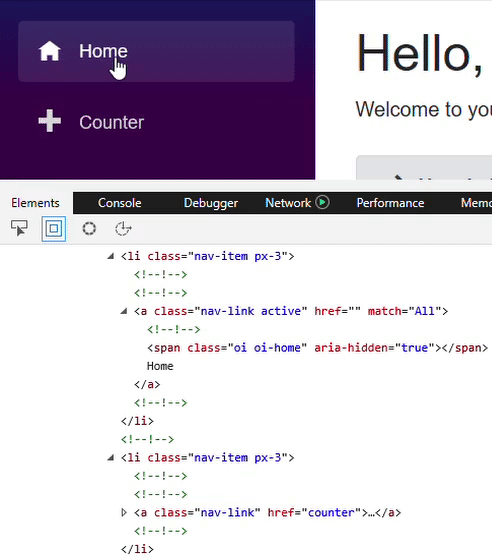 Home
Hello,
Counter
Welcome to you
Elements Console Debugger Network Performance Memo
<li class="nav-item px-3">
<!--!-->
<!--!-->
<a class="nav-link active" href="" match="All">
<!--!-->
<span class="oi oi-home" aria-hidden="true"></span>
Home
</a>
<!--!-->
</li>
<!--!-->
<li class="nav-item px-3">
<!--!-->
<!--!-->
<a class="nav-link" href="counter">…</a>
<!--!-->
</li>